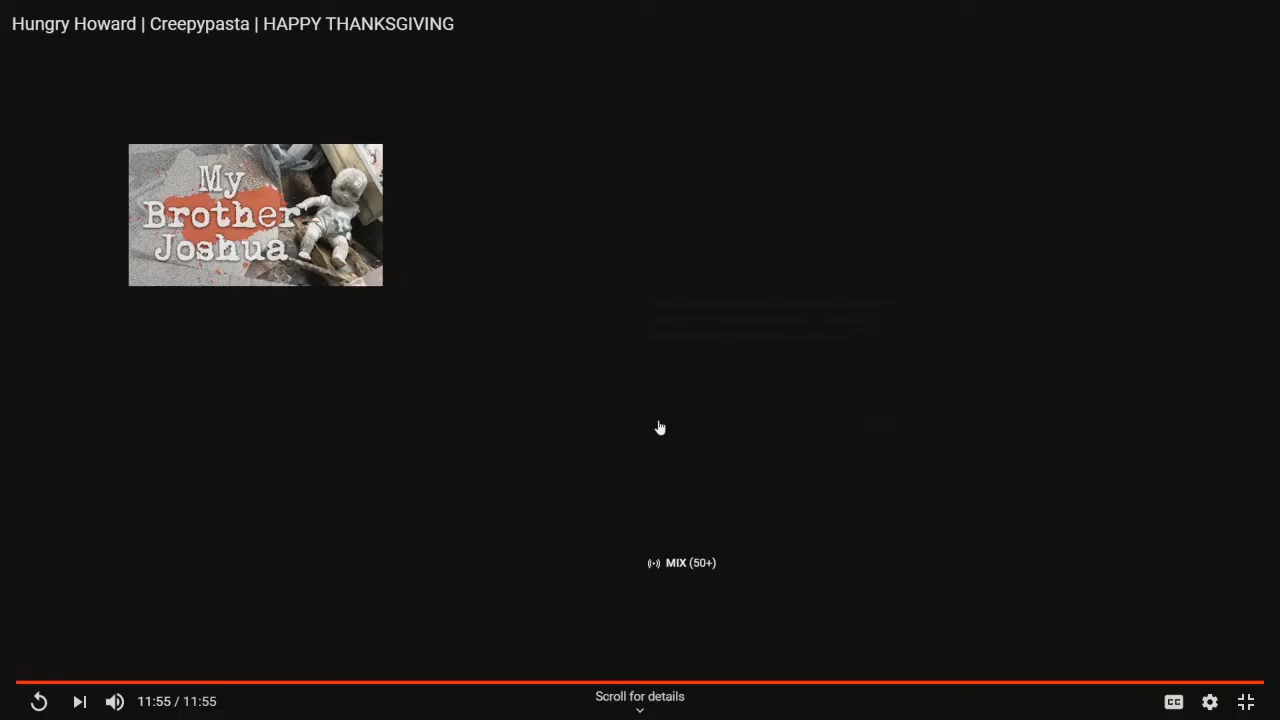 Hungry Howard | Creepypasta | HAPPY THANKSGIVING
My
Brother
Joshua
MIX (50+)
11:55 / 11:55
Scroll for details
CC